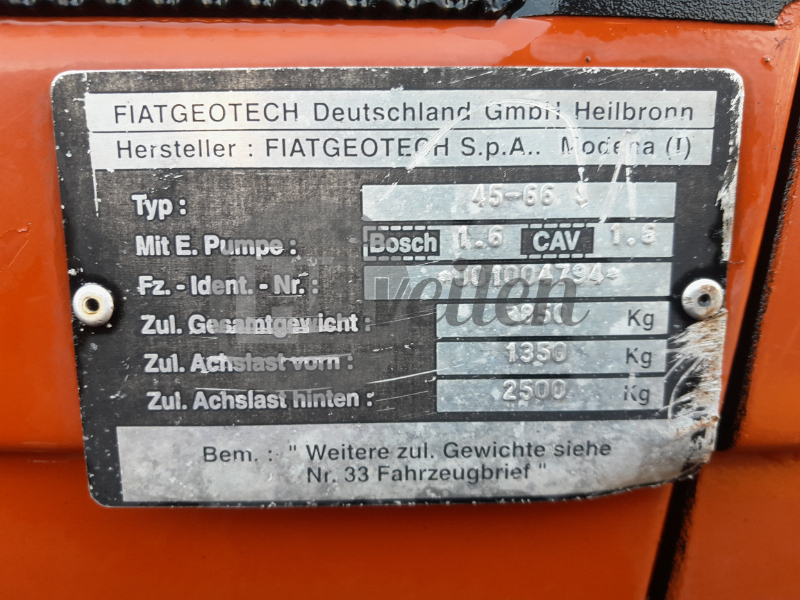 FIATGEOTECH Deutschland GmbH Heilbronn
Hersteller : FIATGEOTECH S.p.A.. Modena (I)
Typ : 45-66
Mit E. Pumpe : Bosch 1.6 CAV
Fz. - Ident. - Nr. :
Zul. Gesamtgewicht : Kg
Zul. Achslast vorn : 1350 Kg
Zul. Achslast hinten : 2500 Kg
Bem. : " Weitere zul. Gewichte siehe
Nr. 33 Fahrzeugbrief "